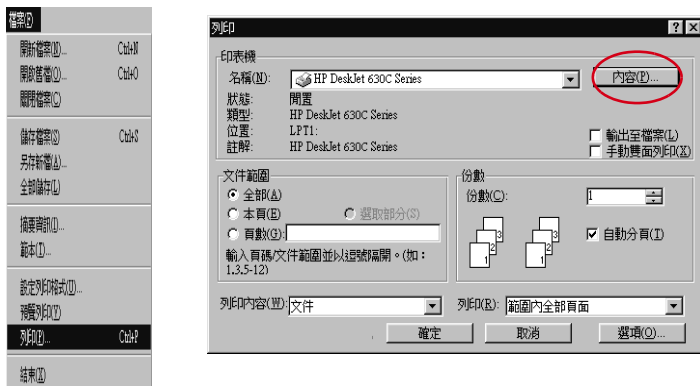 檔案(F)
開新檔案(N)... Ctrl+N
開啟舊檔(O)... Ctrl+O
關閉檔案(C)
儲存檔案(S) Ctrl+S
另存新檔(A)...
全部儲存(L)
摘要資訊(I)...
範本(T)...
設定列印格式(U)...
預覽列印(V)
列印(P)... Ctrl+P
結束(X)
列印
印表機
名稱(N): HP DeskJet 630C Series 內容(P)...
狀態: 閒置
類型: HP DeskJet 630C Series
位置: LPT1:
註解: HP DeskJet 630C Series
輸出至檔案(L)
手動雙面列印(X)
文件範圍
全部(A)
本頁(E) 選取部分(S)
頁數(G):
輸入頁碼/文件範圍並以逗號隔開。(如:
1,3,5-12)
份數
份數(C): 1
1 2 3 1 2 3
自動分頁(T)
列印內容(W): 文件
列印(R): 範圍內全部頁面
確定 取消 選項(O)...